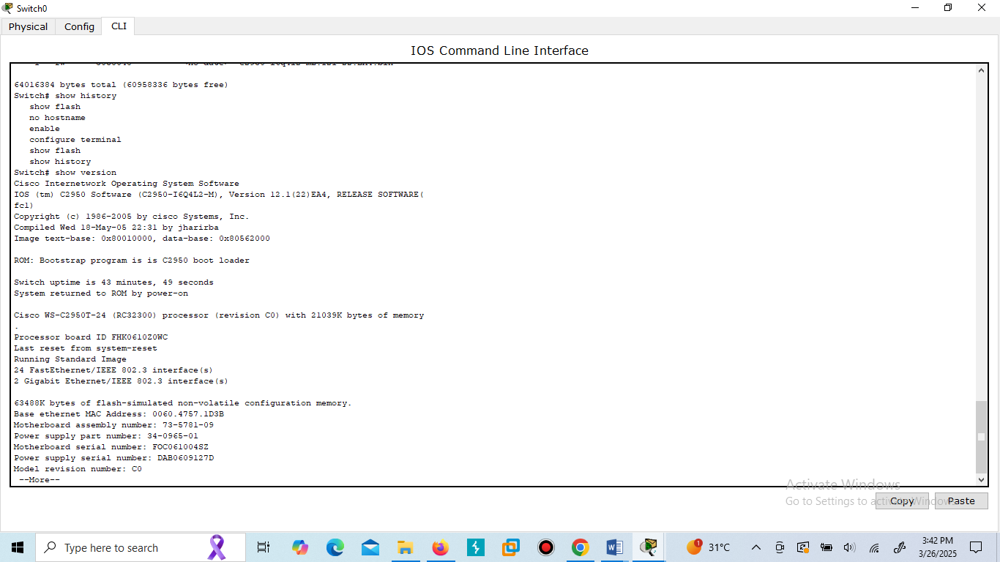 Switch0
Physical Config CLI
IOS Command Line Interface
64016384 bytes total (60958336 bytes free)
Switch# show history
show flash
no hostname
enable
configure terminal
show flash
show history
Switch# show version
Cisco Internetwork Operating System Software
IOS (tm) C2950 Software (C2950-I6Q4L2-M), Version 12.1(22)EA4, RELEASE SOFTWARE(
fc1)
Copyright (c) 1986-2005 by cisco Systems, Inc.
Compiled Wed 18-May-05 22:31 by jharirba
Image text-base: 0x80010000, data-base: 0x80562000
ROM: Bootstrap program is is C2950 boot loader
Switch uptime is 43 minutes, 49 seconds
System returned to ROM by power-on
Cisco WS-C2950T-24 (RC32300) processor (revision C0) with 21039K bytes of memory
.
Processor board ID FHK0610Z0WC
Last reset from system-reset
Running Standard Image
24 FastEthernet/IEEE 802.3 interface(s)
2 Gigabit Ethernet/IEEE 802.3 interface(s)
63488K bytes of flash-simulated non-volatile configuration memory.
Base ethernet MAC Address: 0060.4757.1D3B
Motherboard assembly number: 73-5781-09
Power supply part number: 34-0965-01
Motherboard serial number: FOC061004SZ
Power supply serial number: DAB0609127D
Model revision number: C0
--More--
Activate Windows
Go to Settings to activate Windows.
Copy Paste
Type here to search
1 31°C
3:42 PM
3/26/2025